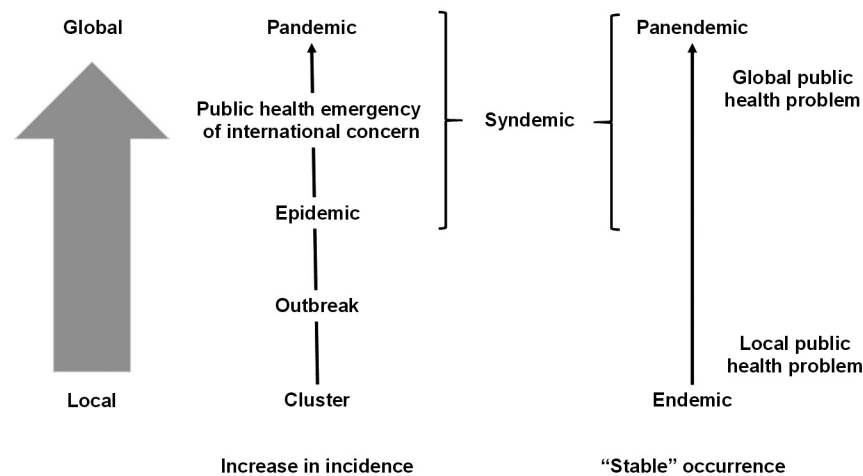 Global
Pandemic
Panendemic
Global public
health problem
Public health emergency
of international concern
Syndemic
Epidemic
Outbreak
Local public
health problem
Local
Cluster
Endemic
Increase in incidence
“Stable” occurrence